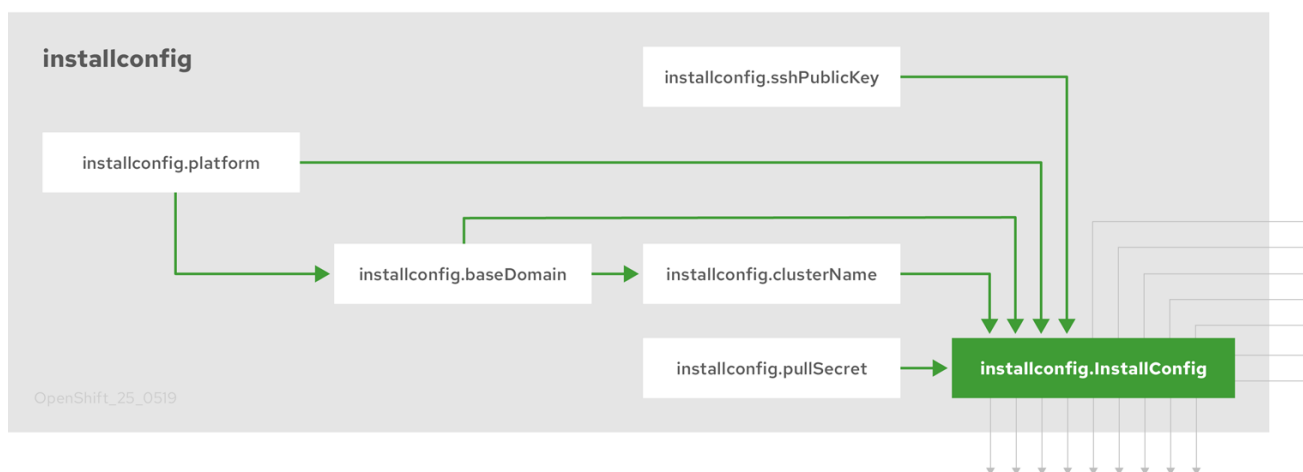 installconfig
installconfig.sshPublicKey
installconfig.platform
installconfig.baseDomain
installconfig.clusterName
installconfig.pullSecret
installconfig.InstallConfig
OpenShift_25_0519